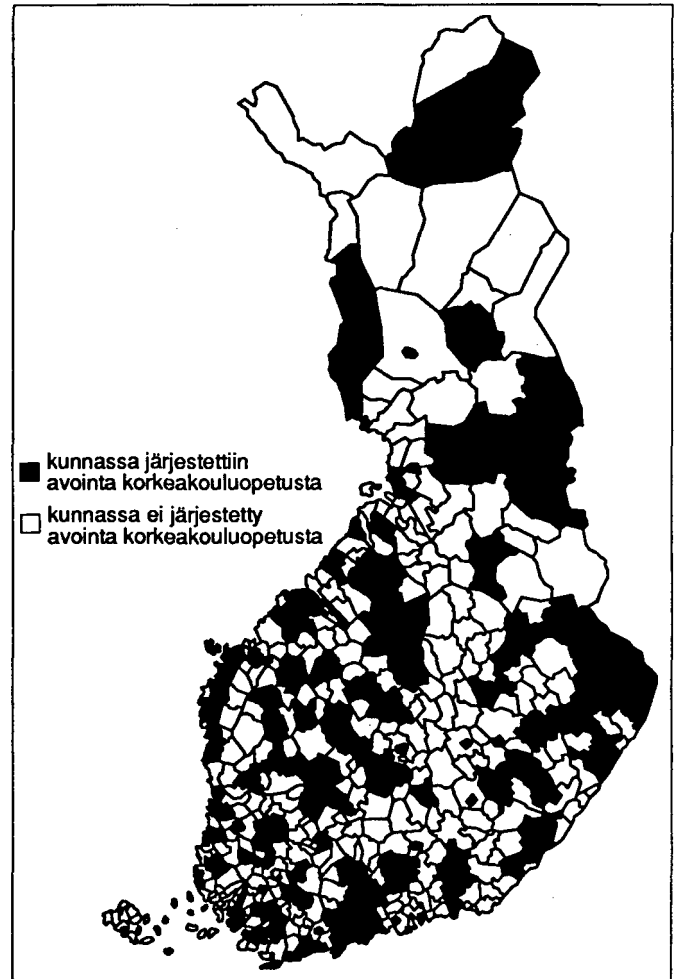 kunnassa järjestettiin
avointa korkeakouluopetusta
kunnassa ei järjestetty
avointa korkeakouluopetusta